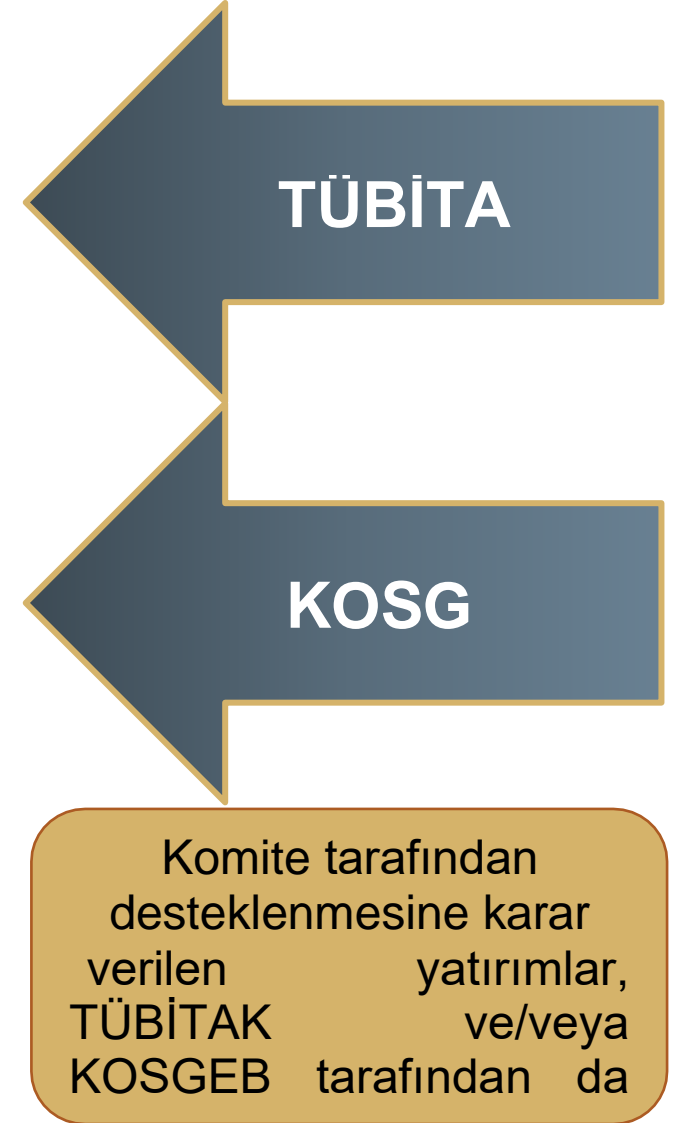 TÜBİTA
KOSG
Komite tarafından
desteklenmesine karar
verilen yatırımlar,
TÜBİTAK ve/veya
KOSGEB tarafından da